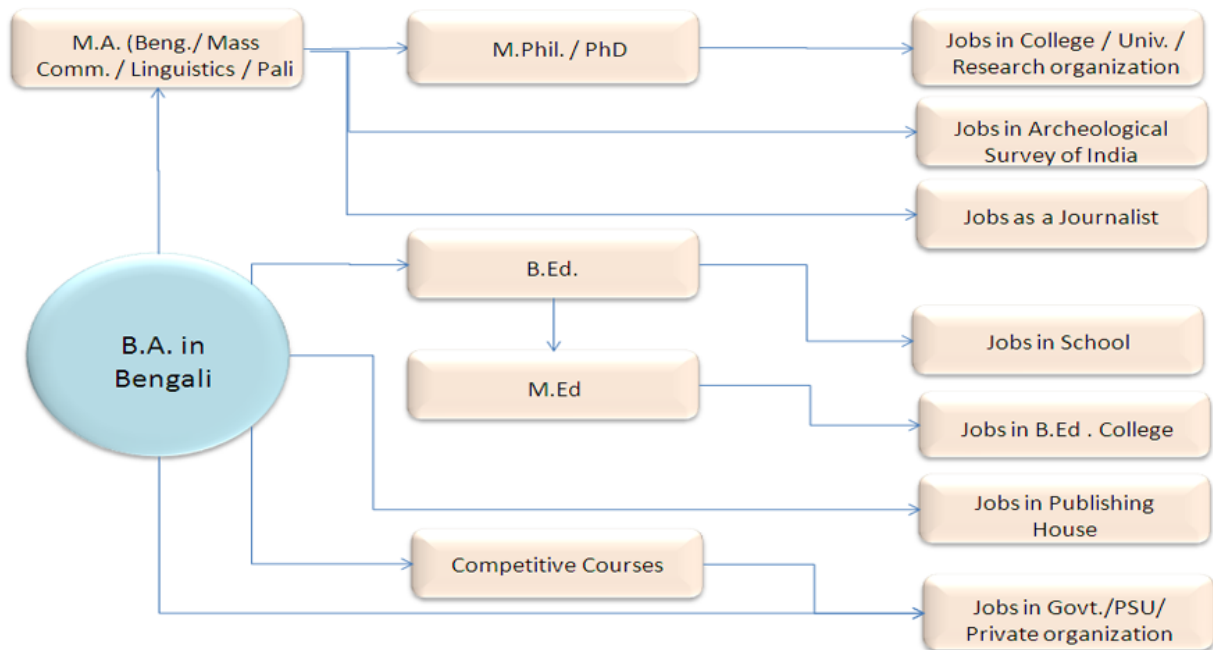 M.A. (Beng./ Mass
Comm. / Linguistics / Pali
M.Phil. / PhD
Jobs in College / Univ. /
Research organization
Jobs in Archeological
Survey of India
Jobs as a Journalist
B.Ed.
Jobs in School
B.A. in
Bengali
M.Ed
Jobs in B.Ed . College
Jobs in Publishing
House
Competitive Courses
Jobs in Govt./PSU/
Private organization